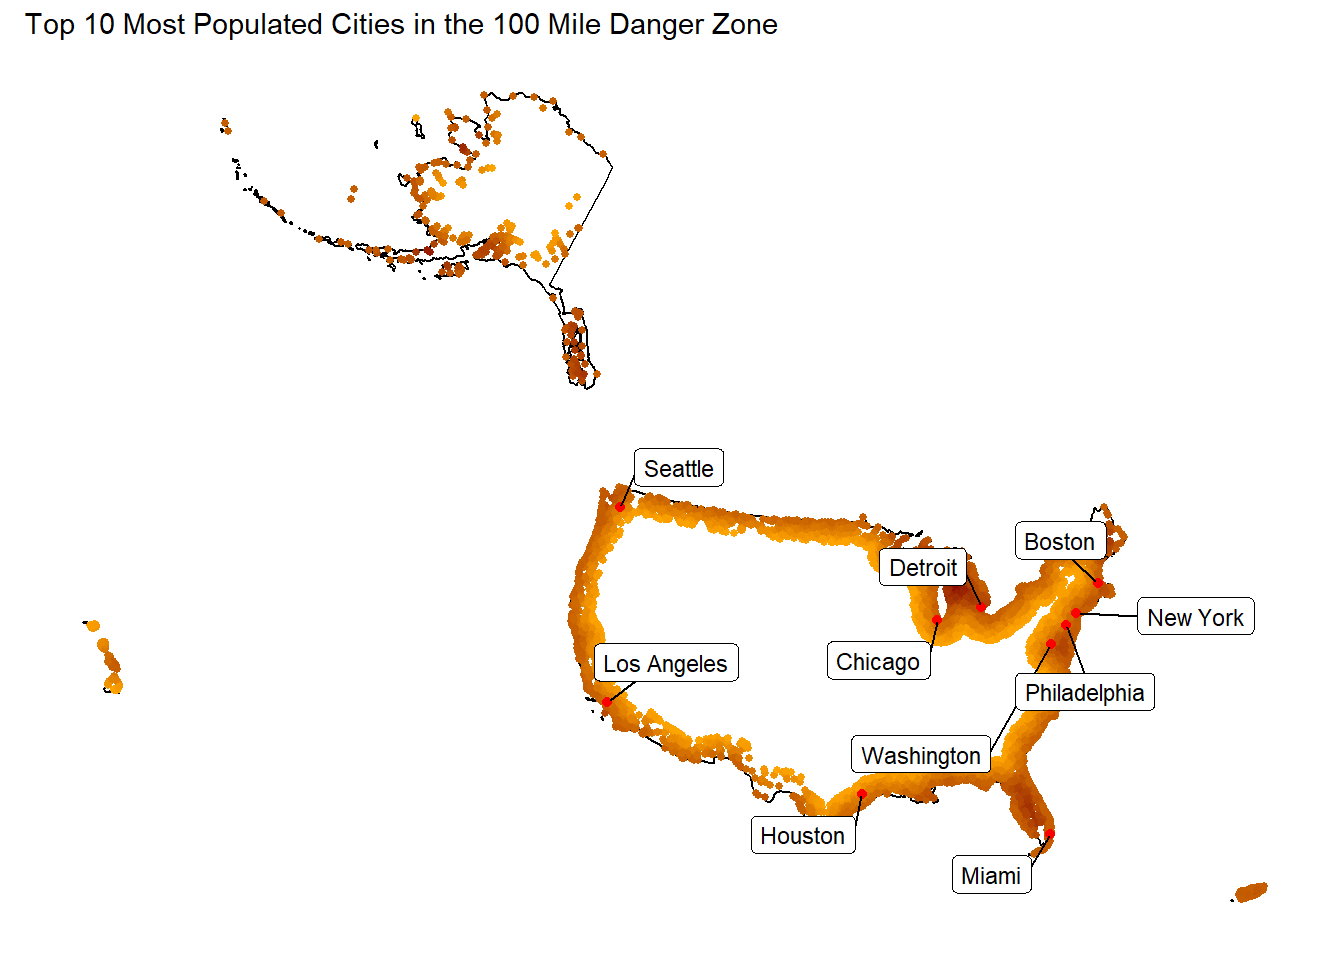 Top 10 Most Populated Cities in the 100 Mile Danger Zone
Seattle
Boston
Detroit
New York
Chicago
Los Angeles
Philadelphia
Washington
Houston
Miami